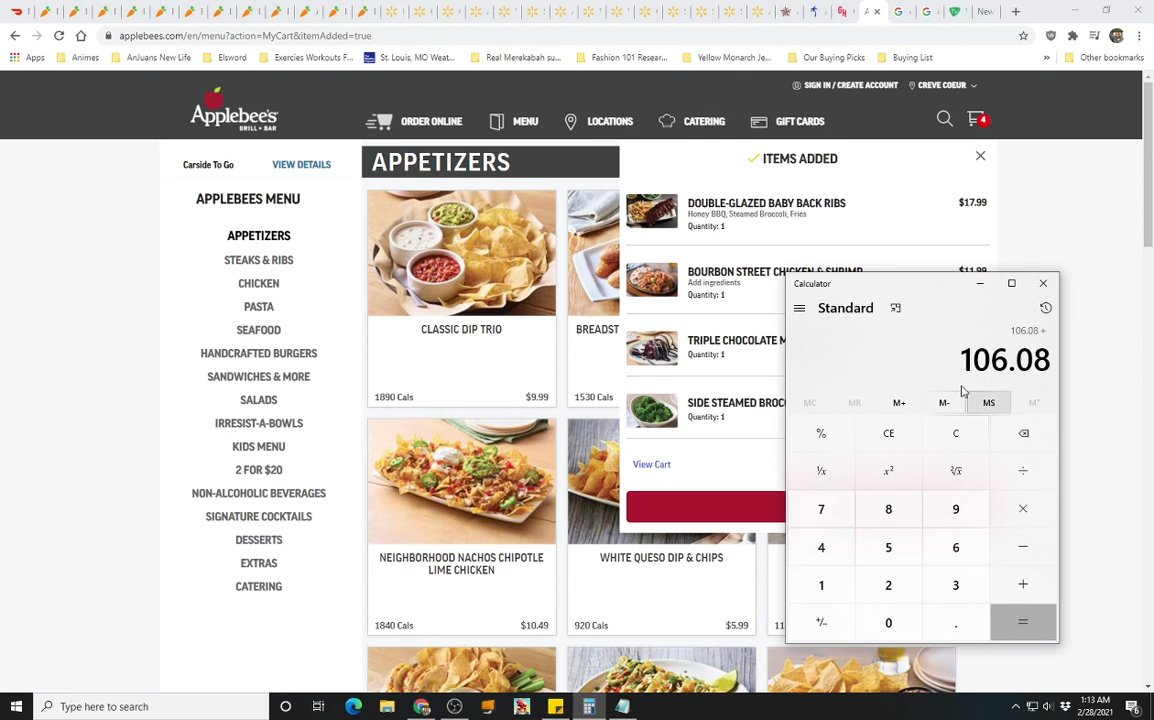 A
G
G
New
applebees.com/en/menu?action=MyCart&itemAdded=true
Apps
Animes
AnJuans New Life
Elsword
Exercies Workouts F...
St. Louis, MO Weat...
Real Merekabah su...
Fashion 101 Resear...
Yellow Monarch Je...
Our Buying Picks
Buying List
»
Other bookmarks
SIGN IN / CREATE ACCOUNT
CREVE COEUR
Applebee's
GRILL + BAR
ORDER ONLINE
MENU
LOCATIONS
CATERING
GIFT CARDS
4
Carside To Go
VIEW DETAILS
APPLEBEES MENU
APPETIZERS
STEAKS & RIBS
CHICKEN
PASTA
SEAFOOD
HANDCRAFTED BURGERS
SANDWICHES & MORE
SALADS
IRRESIST-A-BOWLS
KIDS MENU
2 FOR $20
NON-ALCOHOLIC BEVERAGES
SIGNATURE COCKTAILS
DESSERTS
EXTRAS
CATERING
APPETIZERS
CLASSIC DIP TRIO
1890 Cals
$9.99
BREADST
1530 Cals
NEIGHBORHOOD NACHOS CHIPOTLE
LIME CHICKEN
1840 Cals
$10.49
WHITE QUESO DIP & CHIPS
920 Cals
$5.99
11
ITEMS ADDED
DOUBLE-GLAZED BABY BACK RIBS
$17.99
Honey BBQ, Steamed Broccoli, Fries
Quantity: 1
BOURBON STREET CHICKEN & SHRIMP
$11.99
Add ingredients
Quantity: 1
TRIPLE CHOCOLATE M
Quantity: 1
SIDE STEAMED BROC
Quantity: 1
View Cart
Calculator
Standard
106.08 +
106.08
MC MR M+ M- MS M˅
% CE C
¹/x x² ²√x ÷
7 8 9 ×
4 5 6 −
1 2 3 +
+/− 0 . =
Type here to search
1:13 AM
2/28/2021
6